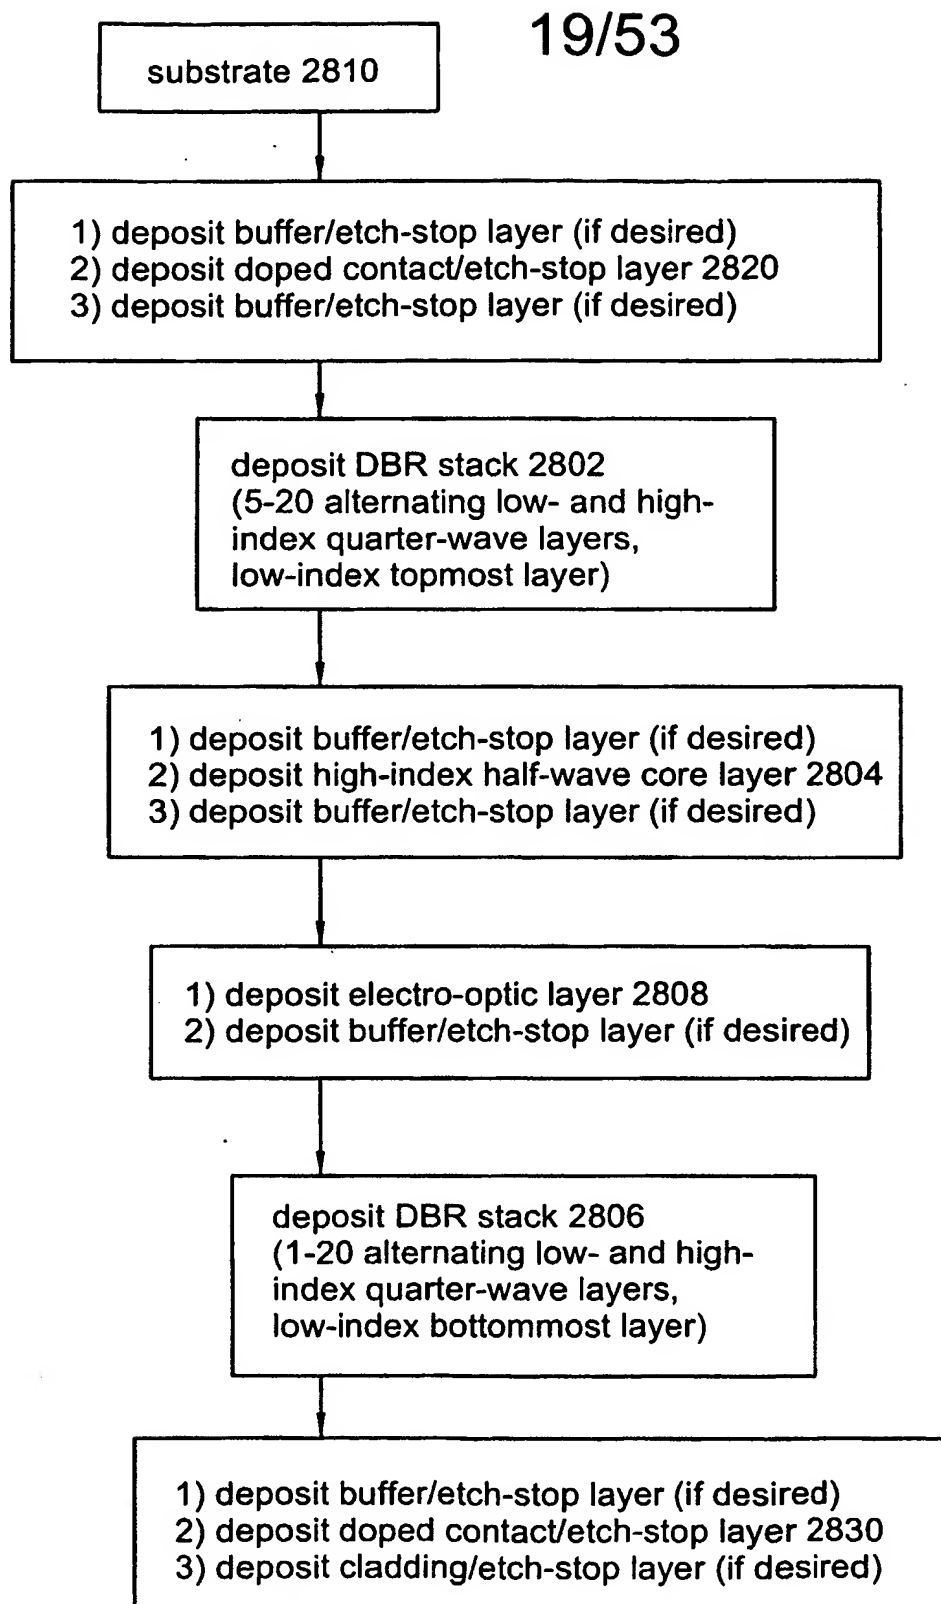 19/53
substrate 2810
1) deposit buffer/etch-stop layer (if desired)
2) deposit doped contact/etch-stop layer 2820
3) deposit buffer/etch-stop layer (if desired)
deposit DBR stack 2802
(5-20 alternating low- and high-
index quarter-wave layers,
low-index topmost layer)
1) deposit buffer/etch-stop layer (if desired)
2) deposit high-index half-wave core layer 2804
3) deposit buffer/etch-stop layer (if desired)
1) deposit electro-optic layer 2808
2) deposit buffer/etch-stop layer (if desired)
deposit DBR stack 2806
(1-20 alternating low- and high-
index quarter-wave layers,
low-index bottommost layer)
1) deposit buffer/etch-stop layer (if desired)
2) deposit doped contact/etch-stop layer 2830
3) deposit cladding/etch-stop layer (if desired)